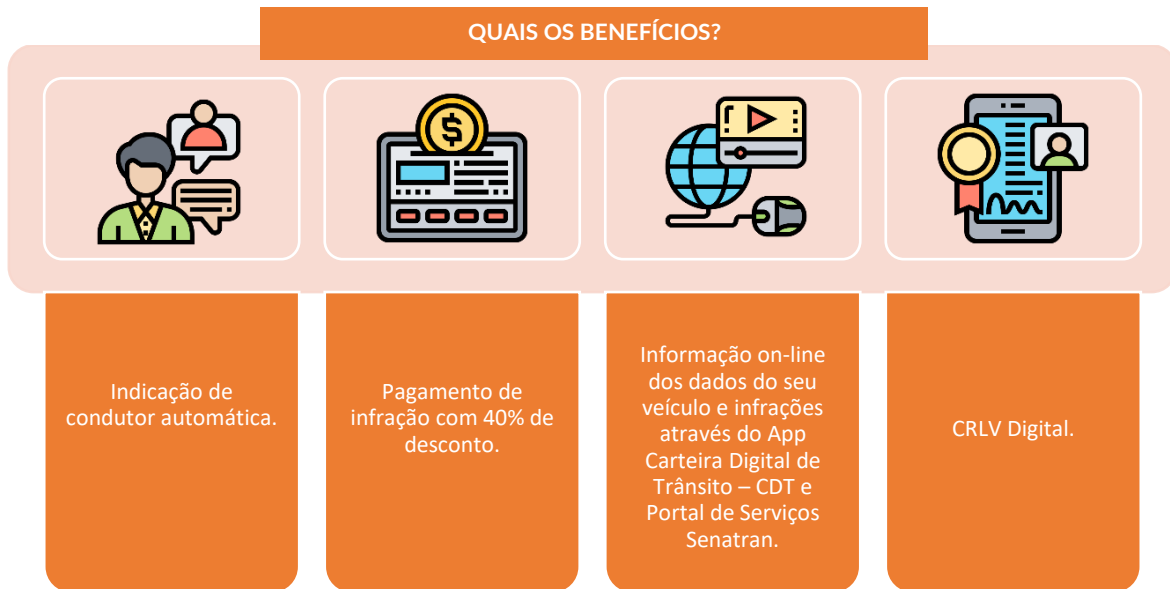 QUAIS OS BENEFÍCIOS?
Indicação de
condutor automática.
Pagamento de
infração com 40% de
desconto.
Informação on-line
dos dados do seu
veículo e infrações
através do App
Carteira Digital de
Trânsito – CDT e
Portal de Serviços
Senatran.
CRLV Digital.